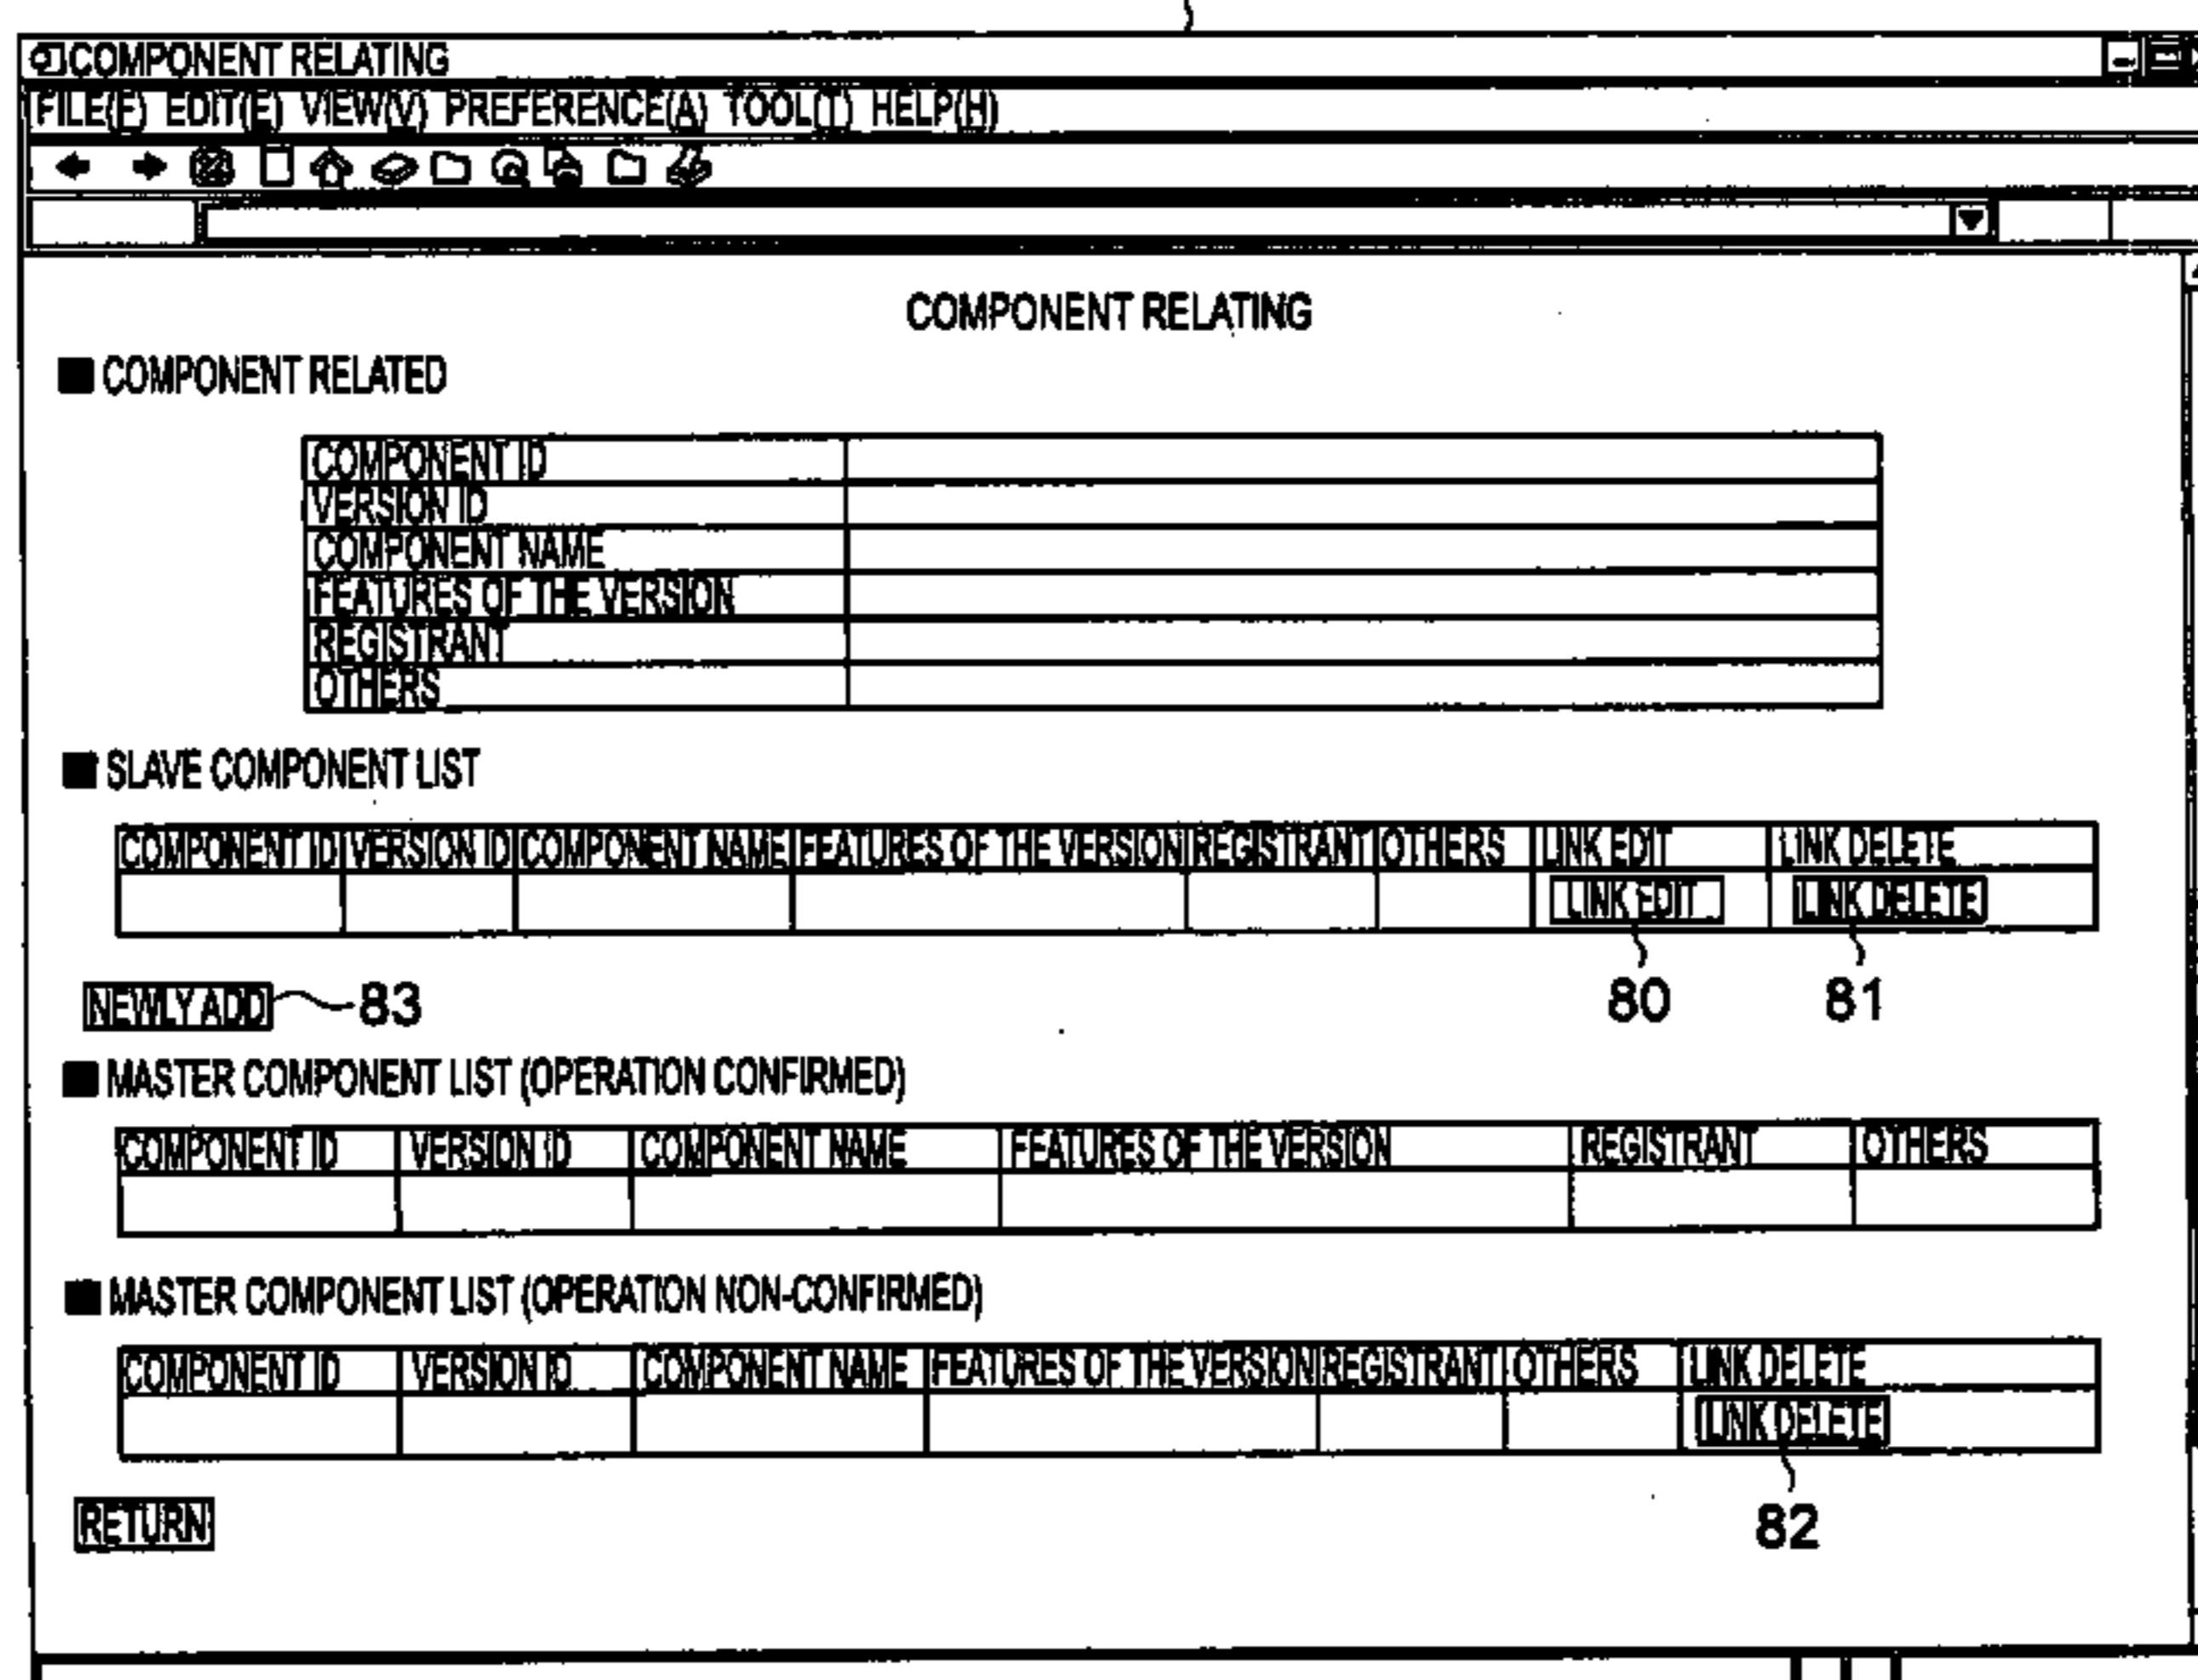 COMPONENT RELATING
FILE(F) EDIT(E) VIEW(V) PREFERENCE(A) TOOL(T) HELP(H)
COMPONENT RELATING
COMPONENT RELATED
COMPONENT ID
VERSION ID
COMPONENT NAME
FEATURES OF THE VERSION
REGISTRANT
OTHERS
SLAVE COMPONENT LIST
COMPONENT ID VERSION ID COMPONENT NAME FEATURES OF THE VERSION REGISTRANT OTHERS LINK EDIT LINK DELETE
LINK EDIT LINK DELETE
80 81
NEWLY ADD 83
MASTER COMPONENT LIST (OPERATION CONFIRMED)
COMPONENT ID VERSION ID COMPONENT NAME FEATURES OF THE VERSION REGISTRANT OTHERS
MASTER COMPONENT LIST (OPERATION NON-CONFIRMED)
COMPONENT ID VERSION ID COMPONENT NAME FEATURES OF THE VERSION REGISTRANT OTHERS LINK DELETE
LINK DELETE
82
RETURN